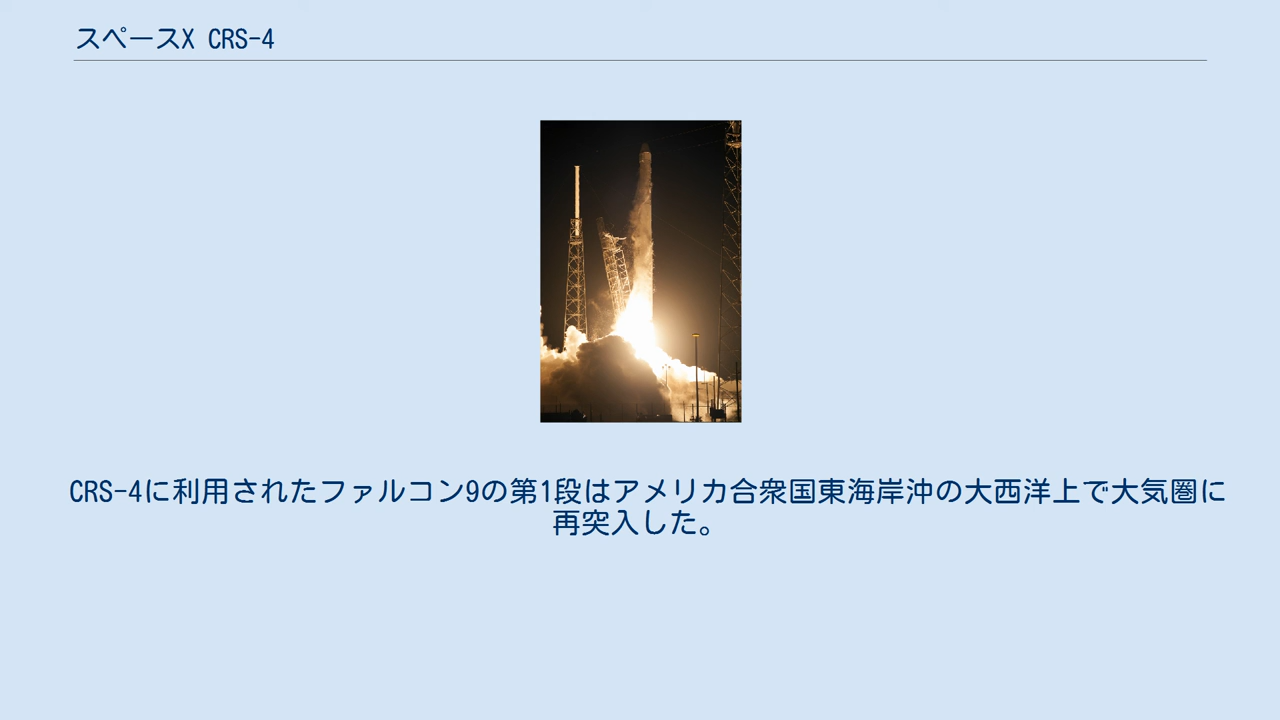 スペースX CRS-4
CRS-4に利用されたファルコン9の第1段はアメリカ合衆国東海岸沖の大西洋上で大気圏に
再突入した。